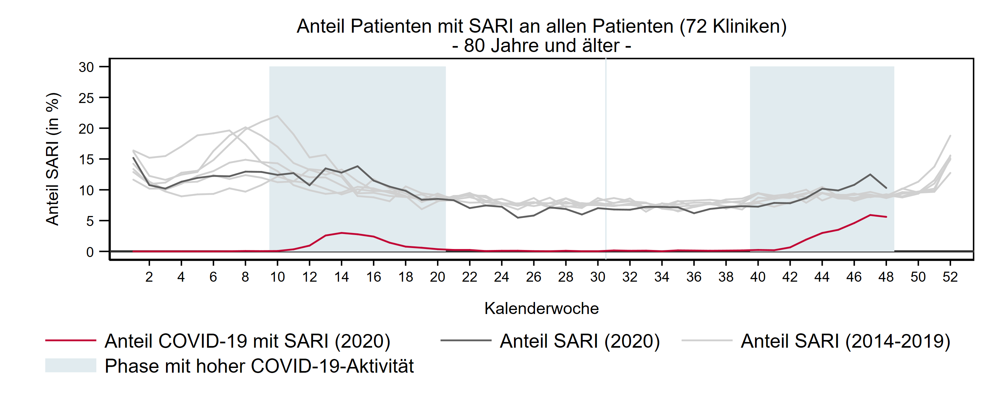 Anteil Patienten mit SARI an allen Patienten (72 Kliniken)
- 80 Jahre und älter -
Anteil SARI (in %)
30
25
20
15
10
5
0
2 4 6 8 10 12 14 16 18 20 22 24 26 28 30 32 34 36 38 40 42 44 46 48 50 52
Kalenderwoche
Anteil COVID-19 mit SARI (2020) Anteil SARI (2020) Anteil SARI (2014-2019)
Phase mit hoher COVID-19-Aktivität